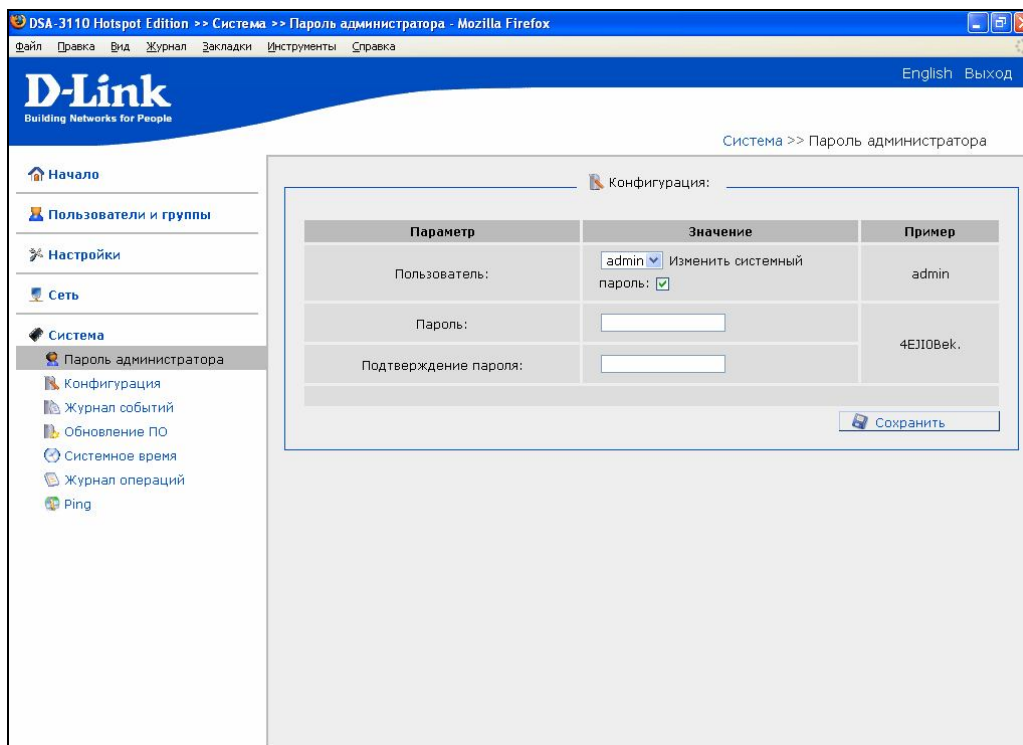 DSA-3110 Hotspot Edition >> Система >> Пароль администратора - Mozilla Firefox
Файл Правка Вид Журнал Закладки Инструменты Справка
English Выход
D-Link
Building Networks for People
Система >> Пароль администратора
Начало
Пользователи и группы
Настройки
Сеть
Система
Пароль администратора
Конфигурация
Журнал событий
Обновление ПО
Системное время
Журнал операций
Ping
Конфигурация:
Параметр Значение Пример
Пользователь: admin Изменить системный пароль: admin
Пароль: 4EJI0Bek.
Подтверждение пароля:
Сохранить